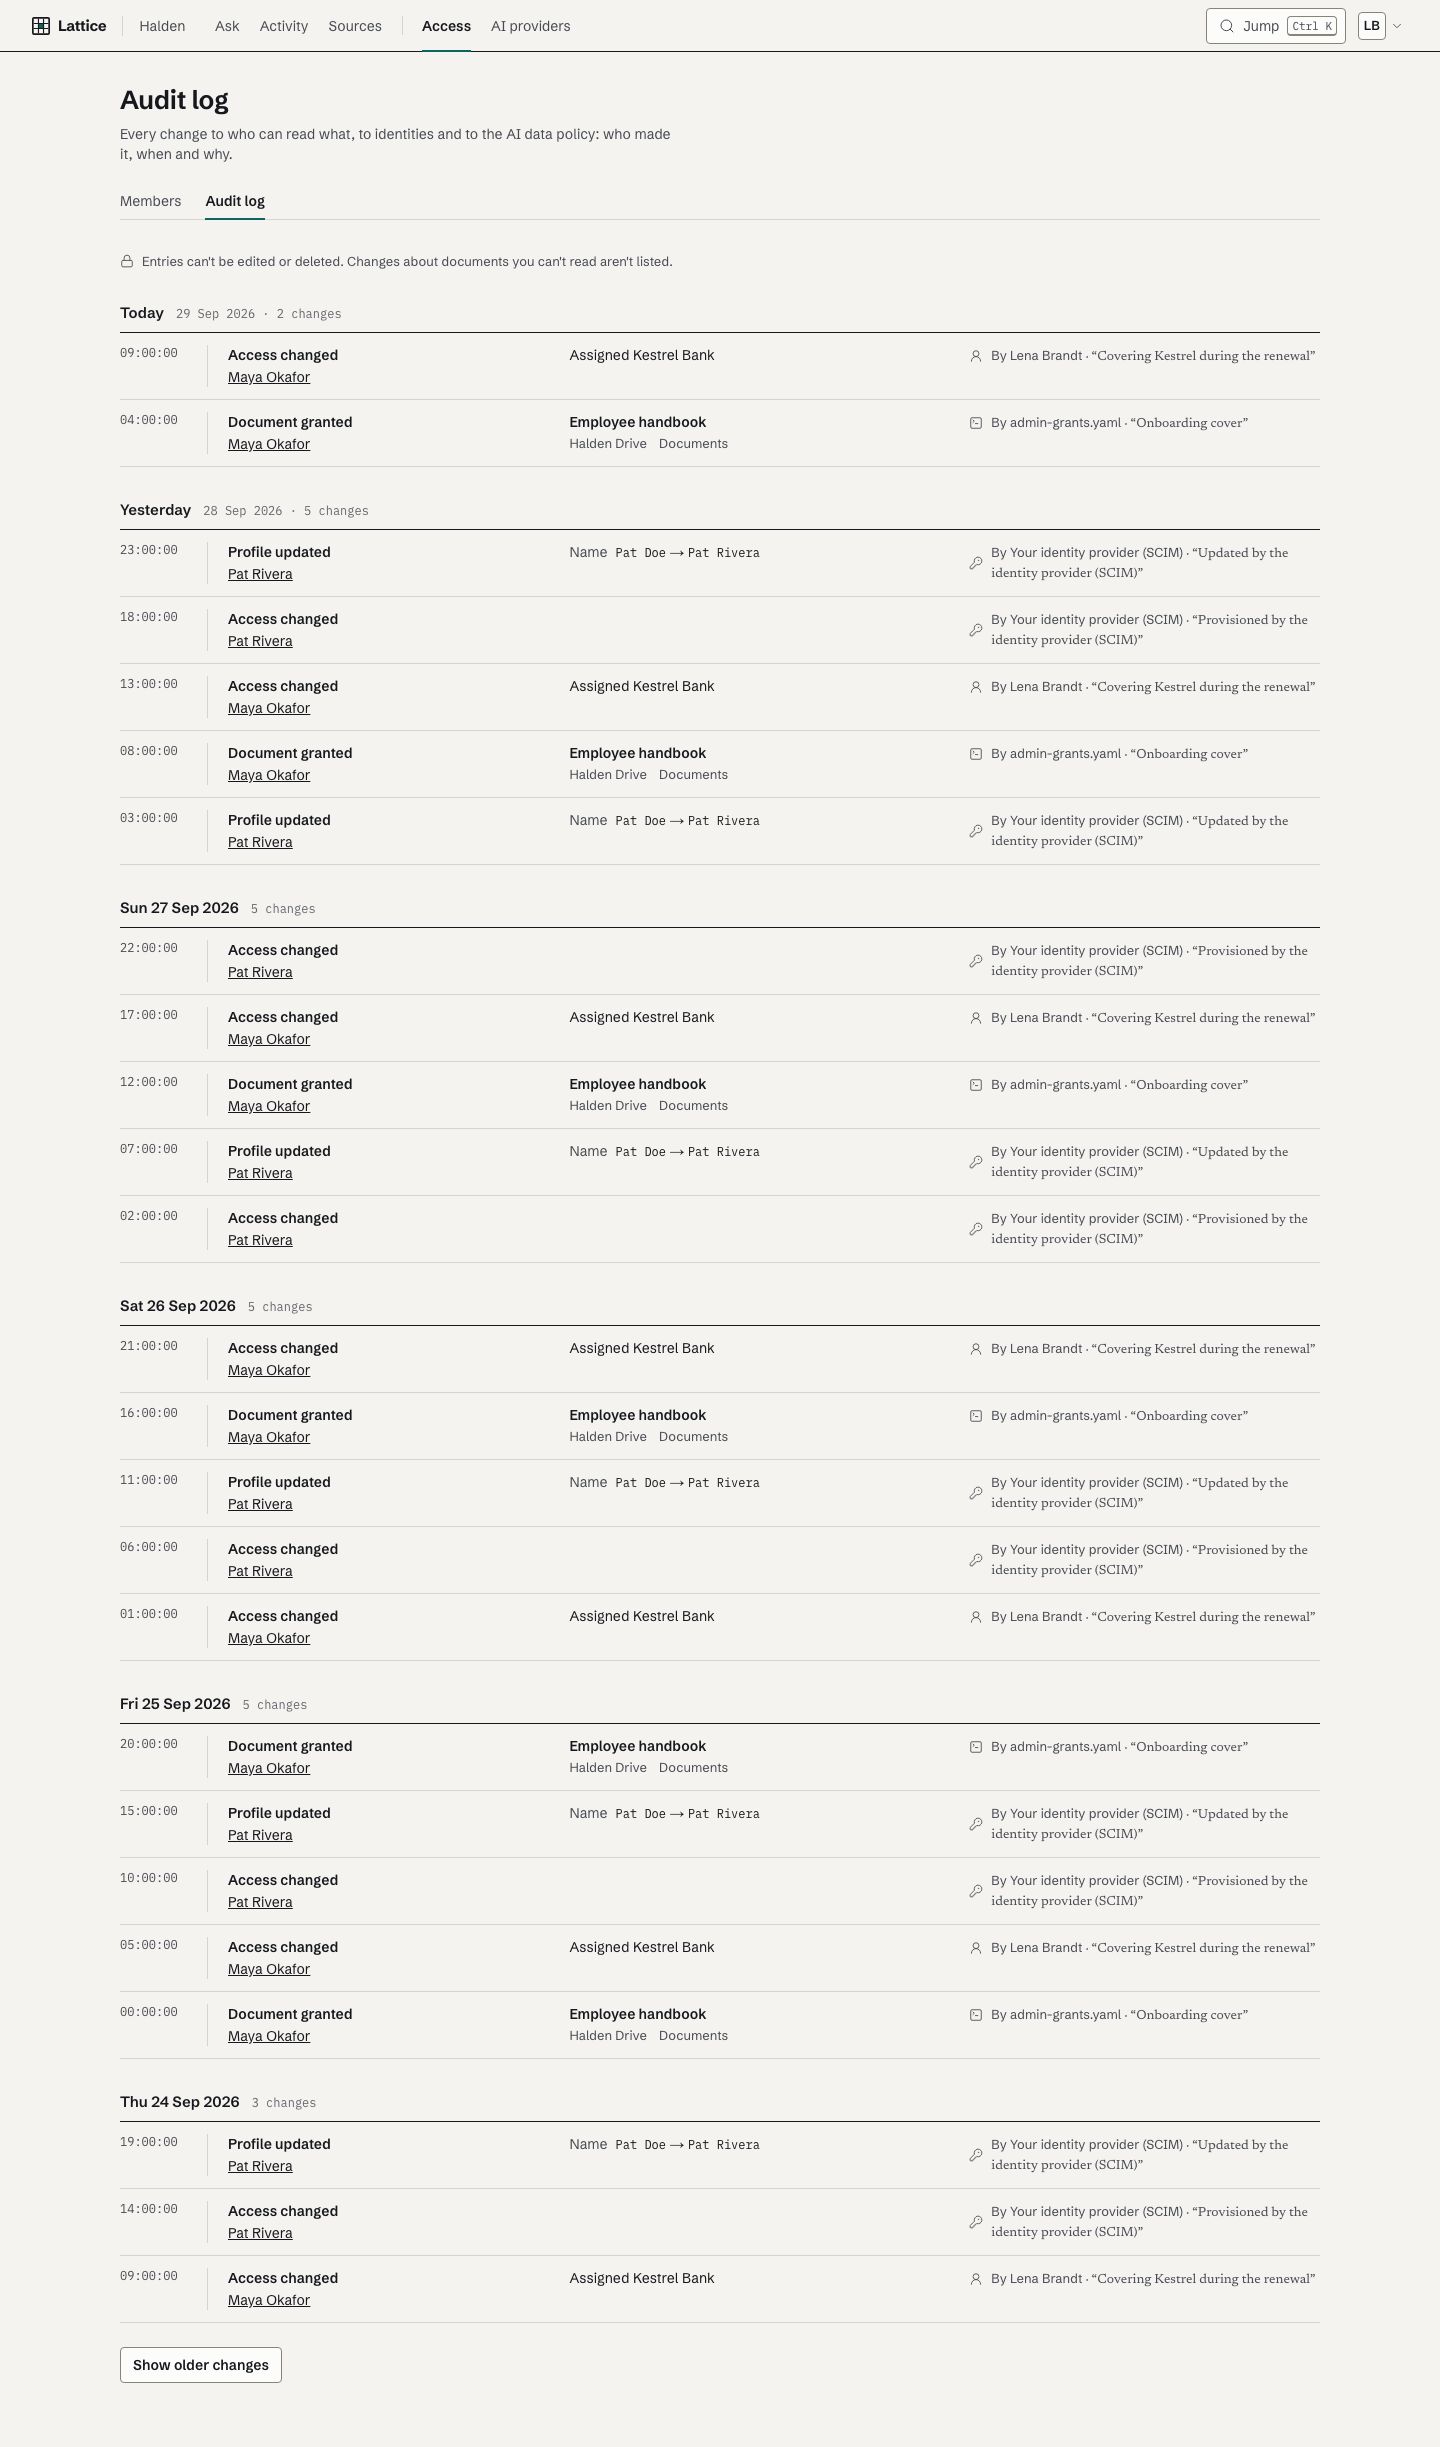 Lattice Halden Ask Activity Sources Access AI providers Jump Ctrl K LB
Audit log
Every change to who can read what, to identities and to the AI data policy: who made
it, when and why.
Members Audit log
Entries can't be edited or deleted. Changes about documents you can't read aren't listed.
Today 29 Sep 2026 · 2 changes
09:00:00 Access changed Assigned Kestrel Bank By Lena Brandt · “Covering Kestrel during the renewal”
Maya Okafor
04:00:00 Document granted Employee handbook By admin-grants.yaml · “Onboarding cover”
Maya Okafor Halden Drive Documents
Yesterday 28 Sep 2026 · 5 changes
23:00:00 Profile updated Name Pat Doe → Pat Rivera By Your identity provider (SCIM) · “Updated by the
Pat Rivera identity provider (SCIM)”
18:00:00 Access changed By Your identity provider (SCIM) · “Provisioned by the
Pat Rivera identity provider (SCIM)”
13:00:00 Access changed Assigned Kestrel Bank By Lena Brandt · “Covering Kestrel during the renewal”
Maya Okafor
08:00:00 Document granted Employee handbook By admin-grants.yaml · “Onboarding cover”
Maya Okafor Halden Drive Documents
03:00:00 Profile updated Name Pat Doe → Pat Rivera By Your identity provider (SCIM) · “Updated by the
Pat Rivera identity provider (SCIM)”
Sun 27 Sep 2026 5 changes
22:00:00 Access changed By Your identity provider (SCIM) · “Provisioned by the
Pat Rivera identity provider (SCIM)”
17:00:00 Access changed Assigned Kestrel Bank By Lena Brandt · “Covering Kestrel during the renewal”
Maya Okafor
12:00:00 Document granted Employee handbook By admin-grants.yaml · “Onboarding cover”
Maya Okafor Halden Drive Documents
07:00:00 Profile updated Name Pat Doe → Pat Rivera By Your identity provider (SCIM) · “Updated by the
Pat Rivera identity provider (SCIM)”
02:00:00 Access changed By Your identity provider (SCIM) · “Provisioned by the
Pat Rivera identity provider (SCIM)”
Sat 26 Sep 2026 5 changes
21:00:00 Access changed Assigned Kestrel Bank By Lena Brandt · “Covering Kestrel during the renewal”
Maya Okafor
16:00:00 Document granted Employee handbook By admin-grants.yaml · “Onboarding cover”
Maya Okafor Halden Drive Documents
11:00:00 Profile updated Name Pat Doe → Pat Rivera By Your identity provider (SCIM) · “Updated by the
Pat Rivera identity provider (SCIM)”
06:00:00 Access changed By Your identity provider (SCIM) · “Provisioned by the
Pat Rivera identity provider (SCIM)”
01:00:00 Access changed Assigned Kestrel Bank By Lena Brandt · “Covering Kestrel during the renewal”
Maya Okafor
Fri 25 Sep 2026 5 changes
20:00:00 Document granted Employee handbook By admin-grants.yaml · “Onboarding cover”
Maya Okafor Halden Drive Documents
15:00:00 Profile updated Name Pat Doe → Pat Rivera By Your identity provider (SCIM) · “Updated by the
Pat Rivera identity provider (SCIM)”
10:00:00 Access changed By Your identity provider (SCIM) · “Provisioned by the
Pat Rivera identity provider (SCIM)”
05:00:00 Access changed Assigned Kestrel Bank By Lena Brandt · “Covering Kestrel during the renewal”
Maya Okafor
00:00:00 Document granted Employee handbook By admin-grants.yaml · “Onboarding cover”
Maya Okafor Halden Drive Documents
Thu 24 Sep 2026 3 changes
19:00:00 Profile updated Name Pat Doe → Pat Rivera By Your identity provider (SCIM) · “Updated by the
Pat Rivera identity provider (SCIM)”
14:00:00 Access changed By Your identity provider (SCIM) · “Provisioned by the
Pat Rivera identity provider (SCIM)”
09:00:00 Access changed Assigned Kestrel Bank By Lena Brandt · “Covering Kestrel during the renewal”
Maya Okafor
Show older changes